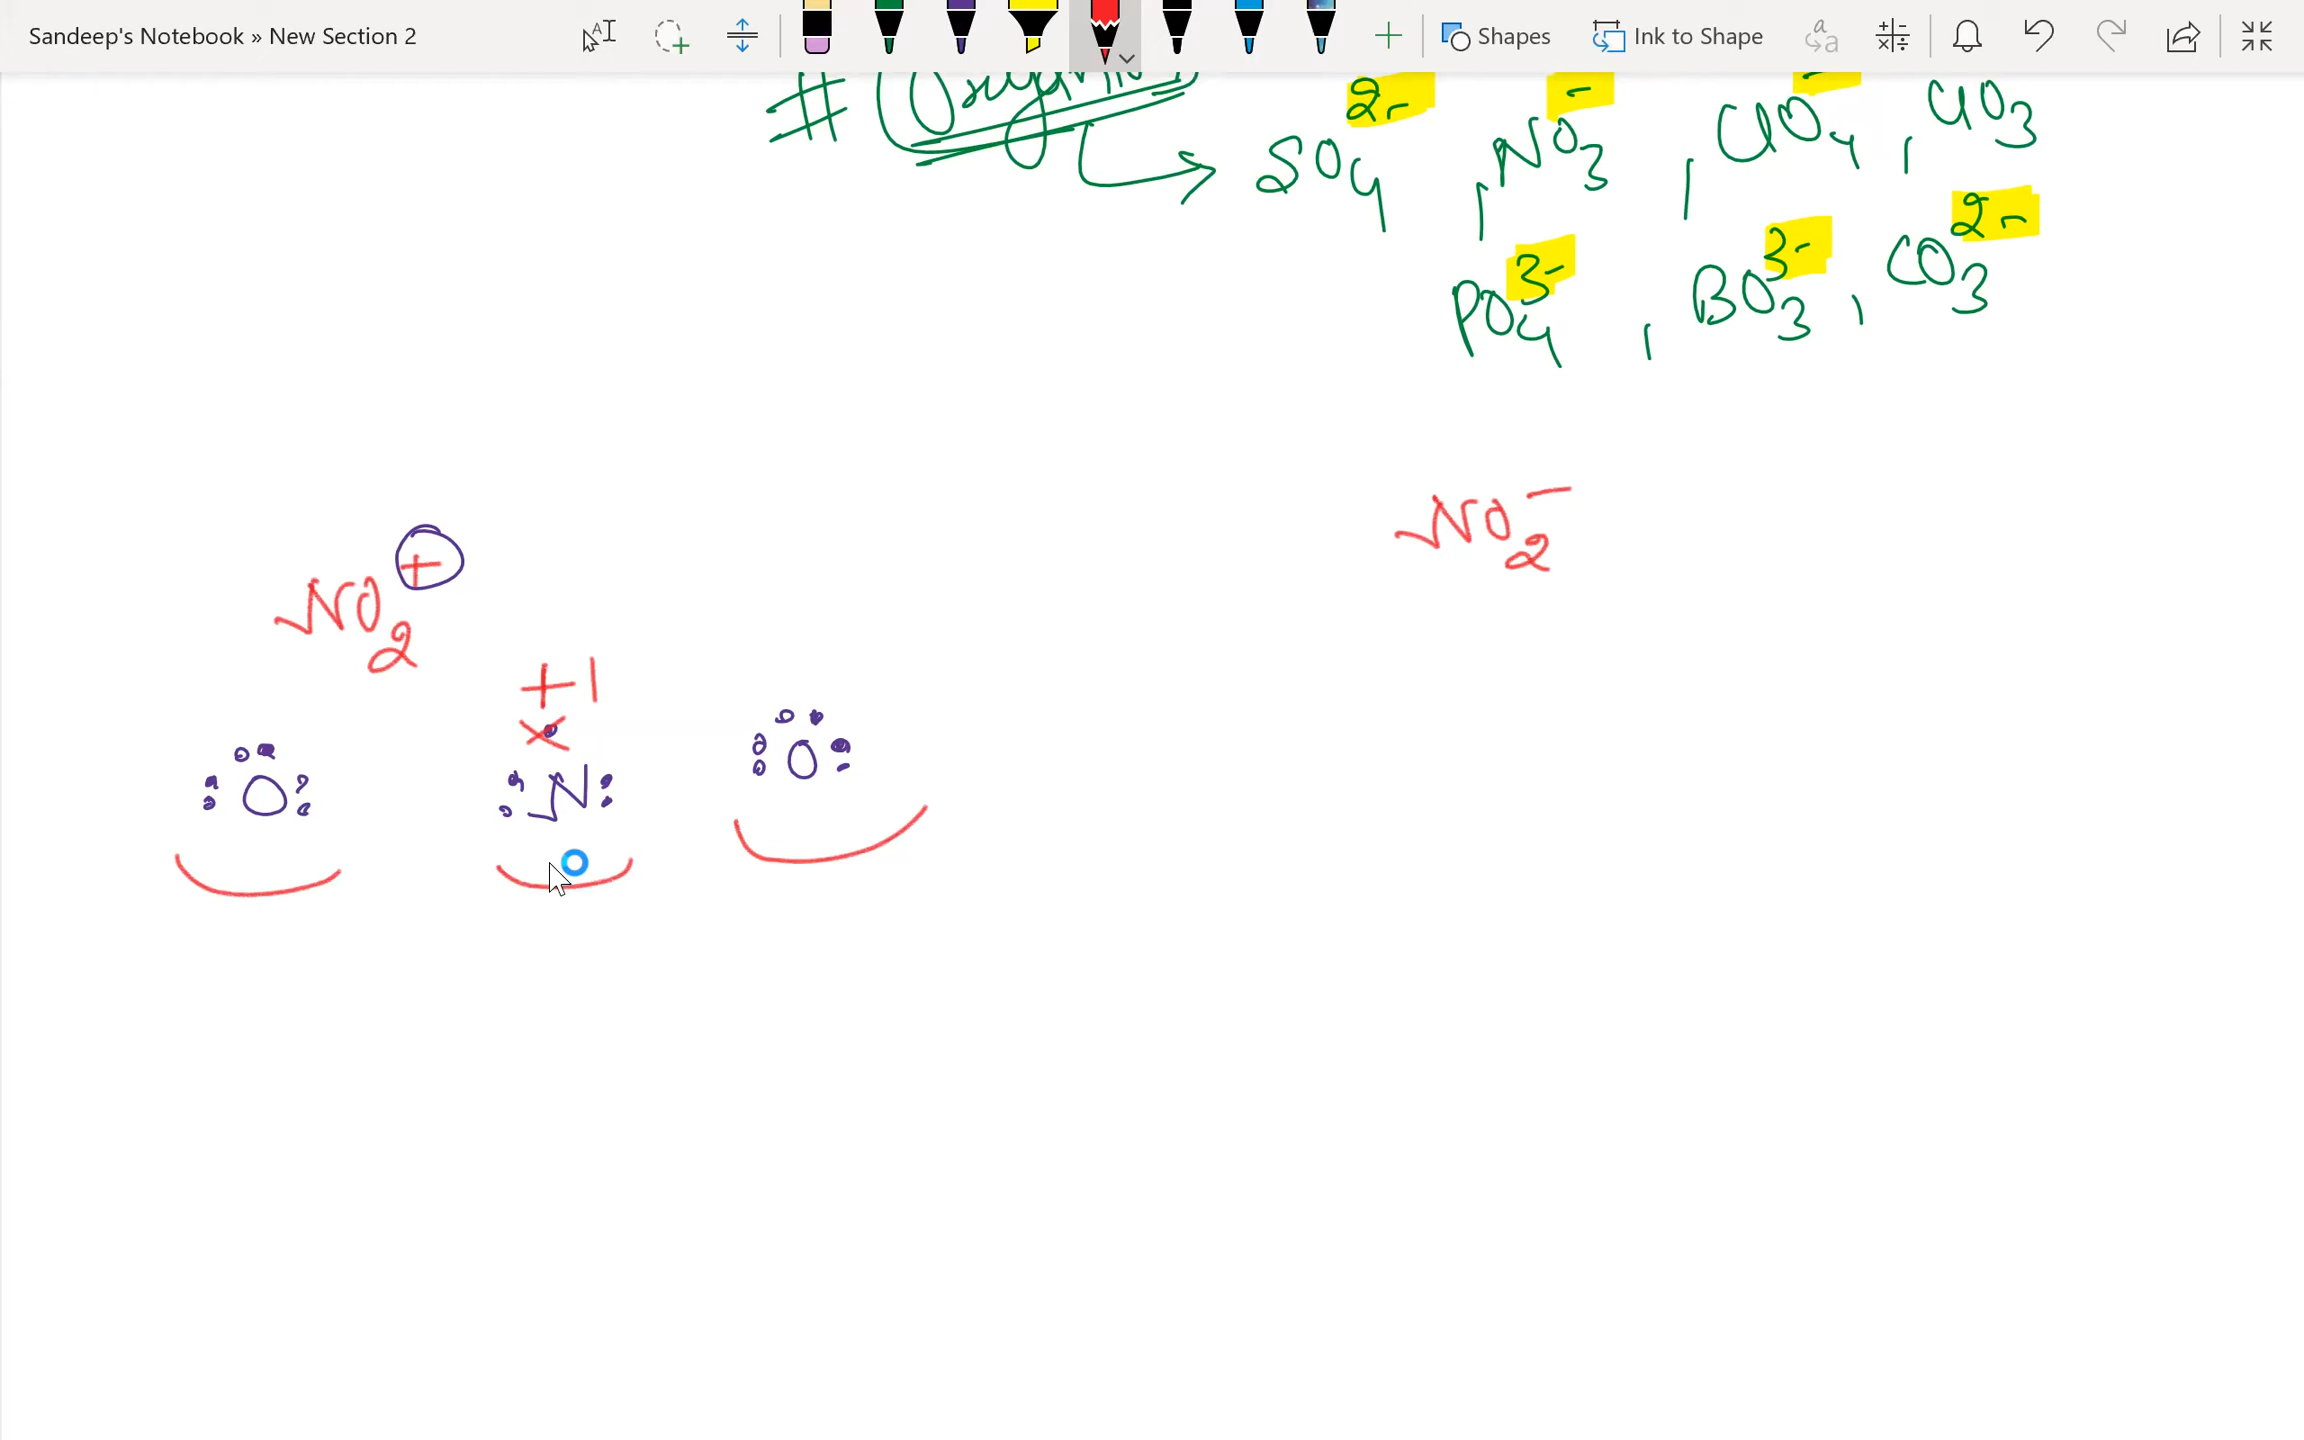 Sandeep's Notebook » New Section 2
Shapes
Ink to Shape
#
SO4 2-, NO3 -, ClO4 -, ClO3
PO4 3-, BO3 3-, CO3 2-
NO2 +
NO2 -
+1
O N O